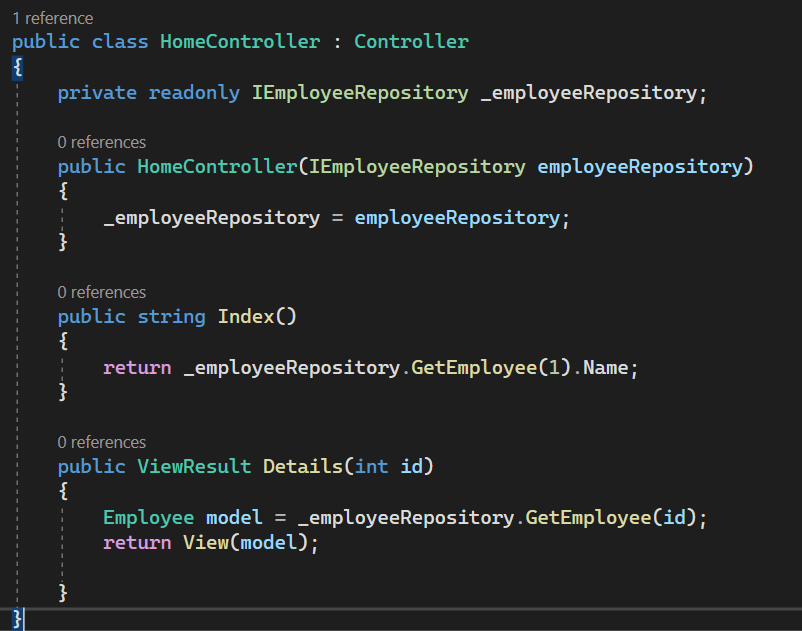 1 reference
public class HomeController : Controller
{
private readonly IEmployeeRepository _employeeRepository;
0 references
public HomeController(IEmployeeRepository employeeRepository)
{
_employeeRepository = employeeRepository;
}
0 references
public string Index()
{
return _employeeRepository.GetEmployee(1).Name;
}
0 references
public ViewResult Details(int id)
{
Employee model = _employeeRepository.GetEmployee(id);
return View(model);
}
}